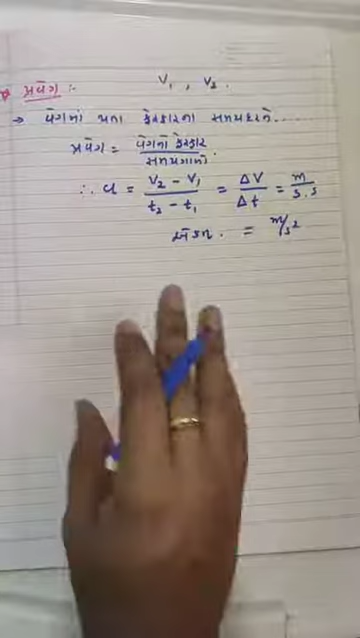 * પ્રવેગ :-
V₁ , V₂ .
→ વેગમાં થતા ફેરફારના સમયદરને.....
પ્રવેગ = વેગનો ફેરફાર / સમયગાળો
∴ a = V₂ - V₁ / t₂ - t₁ = ΔV / Δt = m / s.s
એકમ. = m/s²